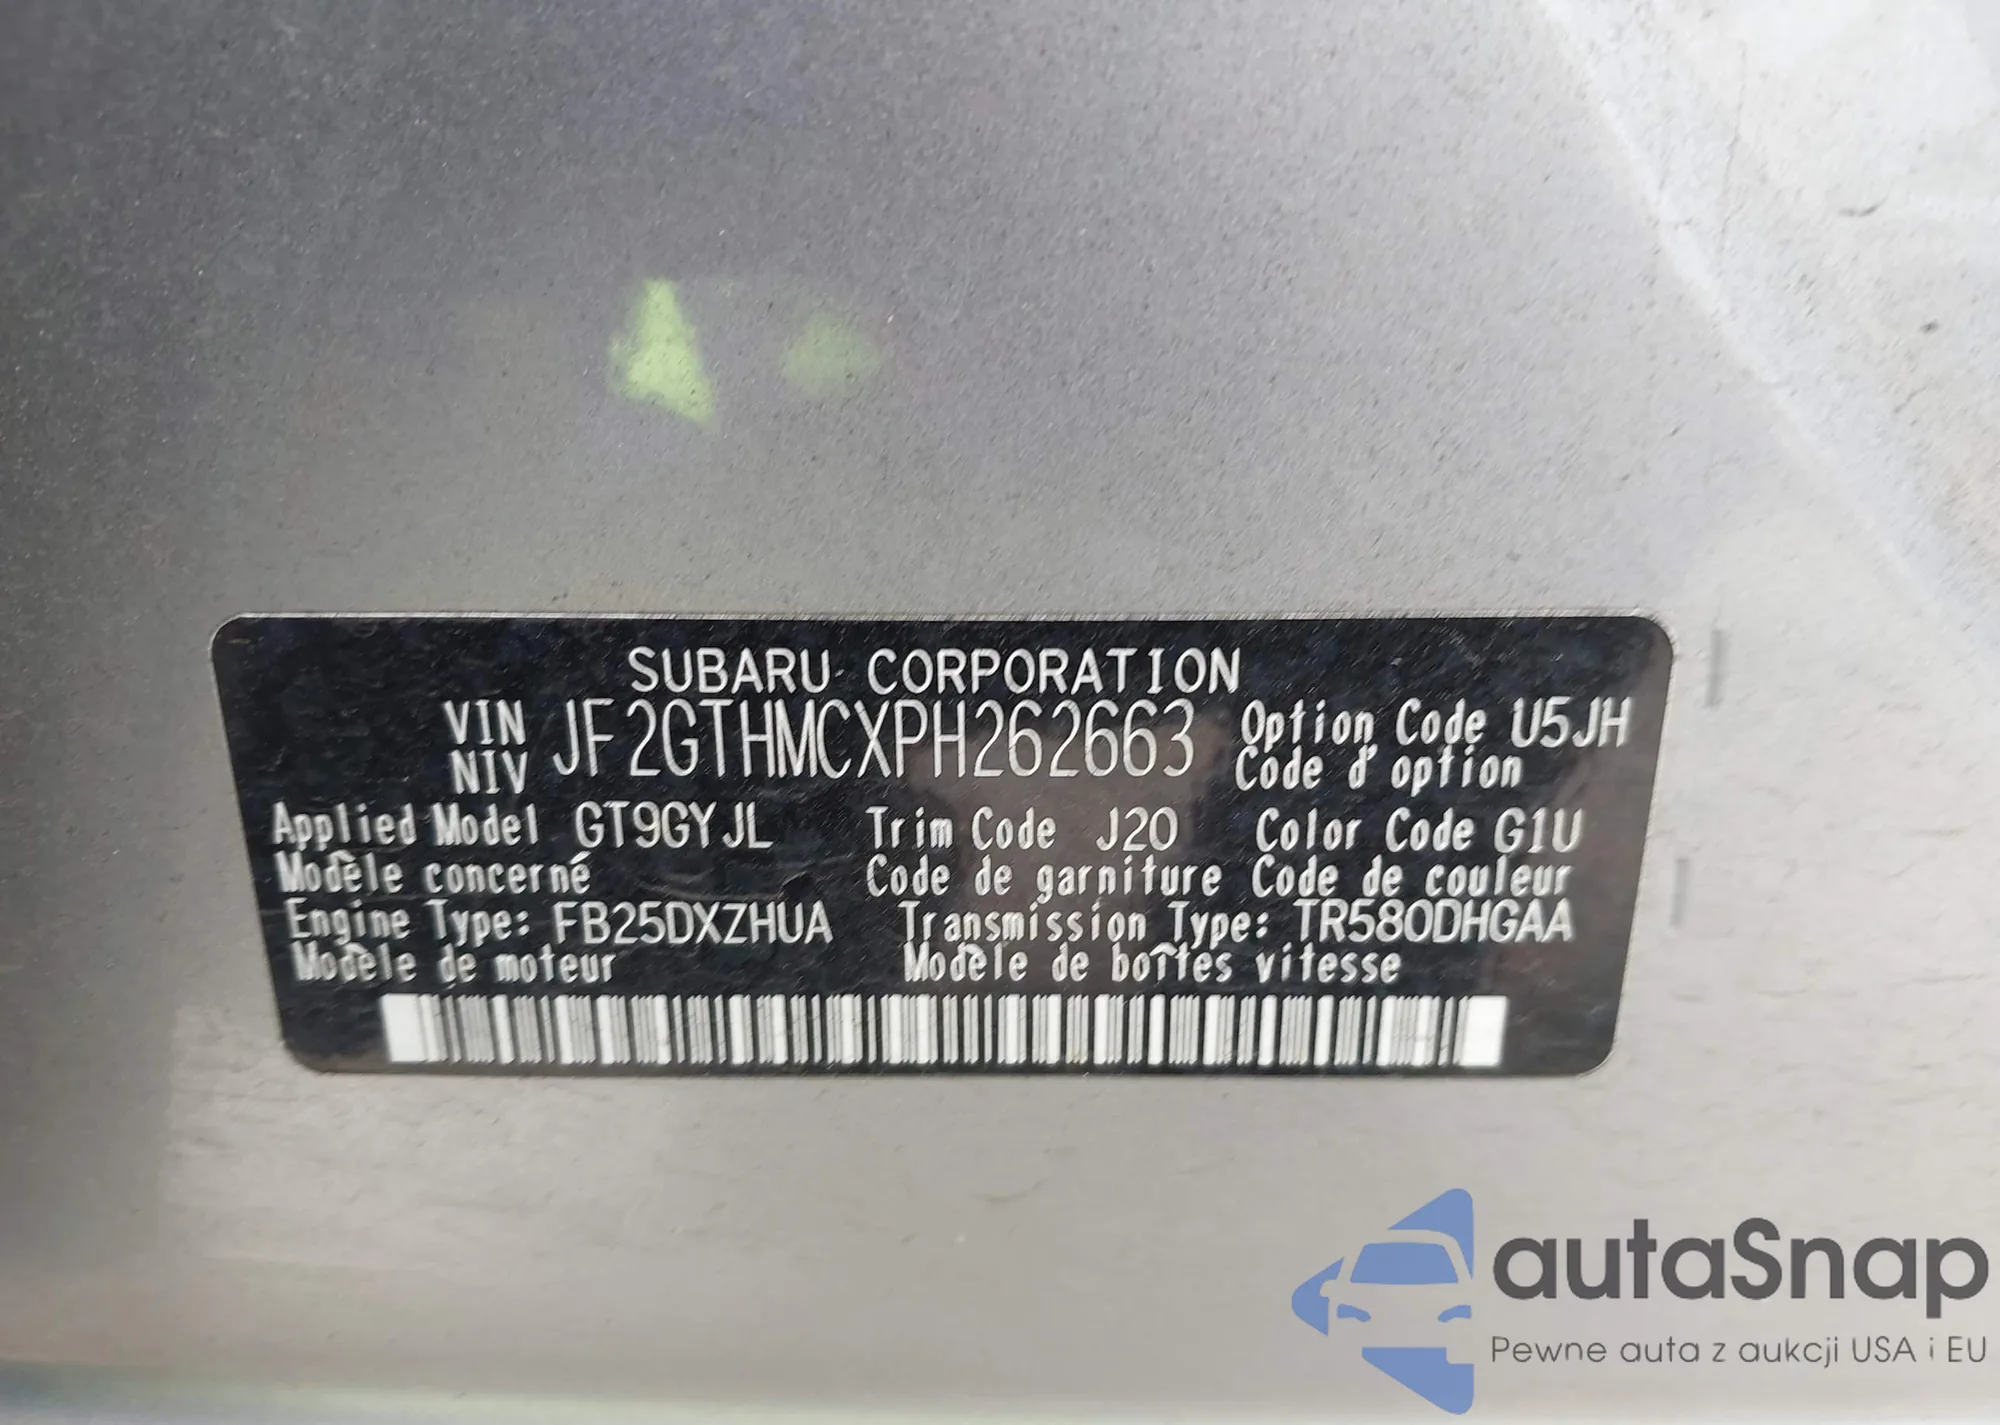 SUBARU CORPORATION
VIN JF2GTHMCXPH262663 Option Code U5JH
NIV Code d'option
Applied Model GT9GYJL Trim Code J20 Color Code G1U
Modèle concerné Code de garniture Code de couleur
Engine Type: FB25DXZHUA Transmission Type: TR580DHGAA
Modèle de moteur Modèle de boîtes vitesse
autaSnap
Pewne auta z aukcji USA i EU